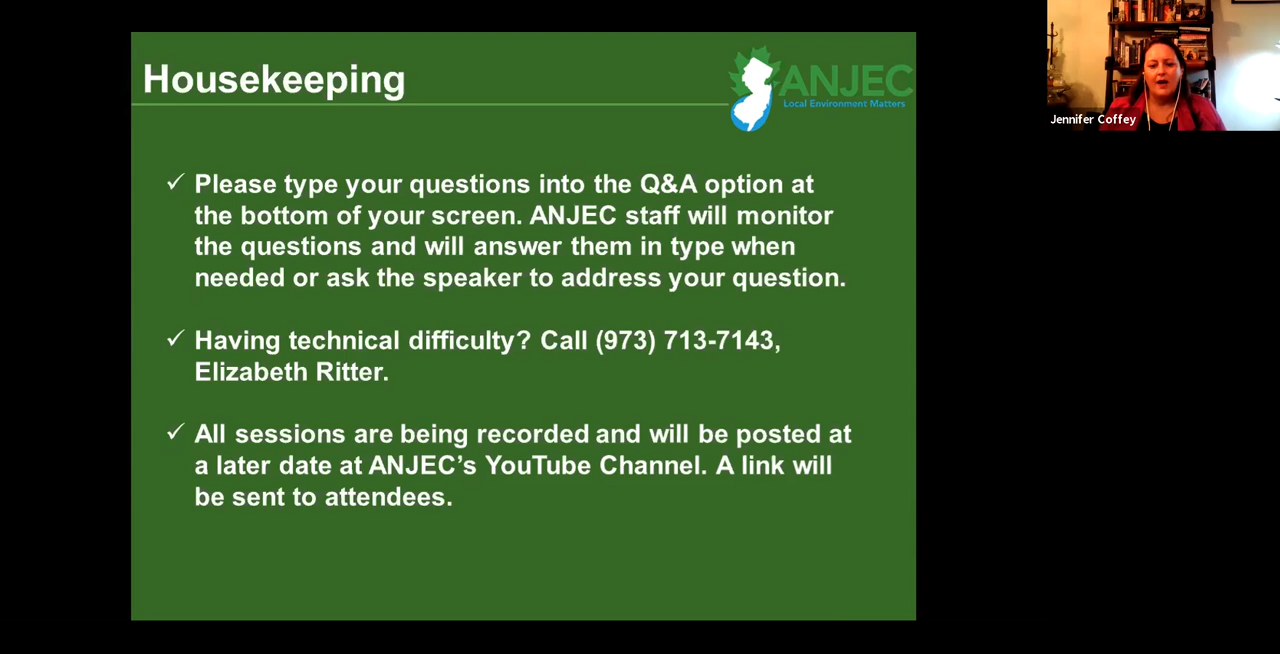 Housekeeping
ANJEC
Local Environment Matters
Jennifer Coffey
✓ Please type your questions into the Q&A option at
the bottom of your screen. ANJEC staff will monitor
the questions and will answer them in type when
needed or ask the speaker to address your question.
✓ Having technical difficulty? Call (973) 713-7143,
Elizabeth Ritter.
✓ All sessions are being recorded and will be posted at
a later date at ANJEC’s YouTube Channel. A link will
be sent to attendees.